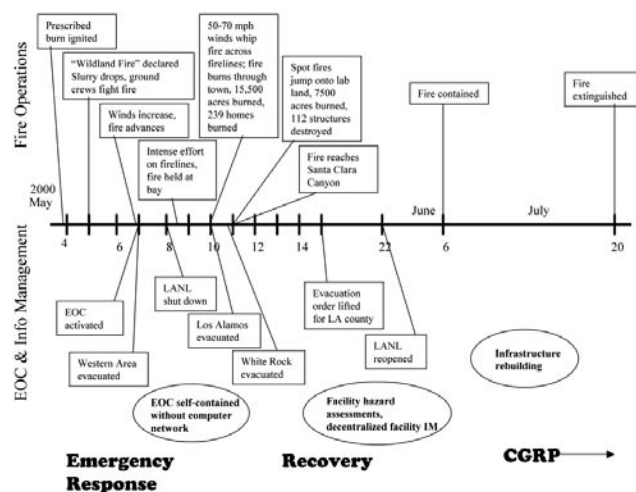 Fire Operations
EOC & Info Management
Prescribed
burn ignited
“Wildland Fire” declared
Slurry drops, ground
crews fight fire
Winds increase,
fire advances
Intense effort
on firelines,
fire held at
bay
50-70 mph
winds whip
fire across
firelines; fire
burns through
town, 15,500
acres burned,
239 homes
burned
Spot fires
jump onto lab
land, 7500
acres burned,
112 structures
destroyed
Fire reaches
Santa Clara
Canyon
Fire contained
Fire
extinguished
2000
May
June
July
4
6
8
10
12
14
22
6
20
EOC
activated
Western Area
evacuated
LANL
shut down
Los Alamos
evacuated
White Rock
evacuated
Evacuation
order lifted
for LA county
LANL
reopened
EOC self-contained
without computer
network
Facility hazard
assessments,
decentralized facility IM
Infrastructure
rebuilding
Emergency
Response
Recovery
CGRP